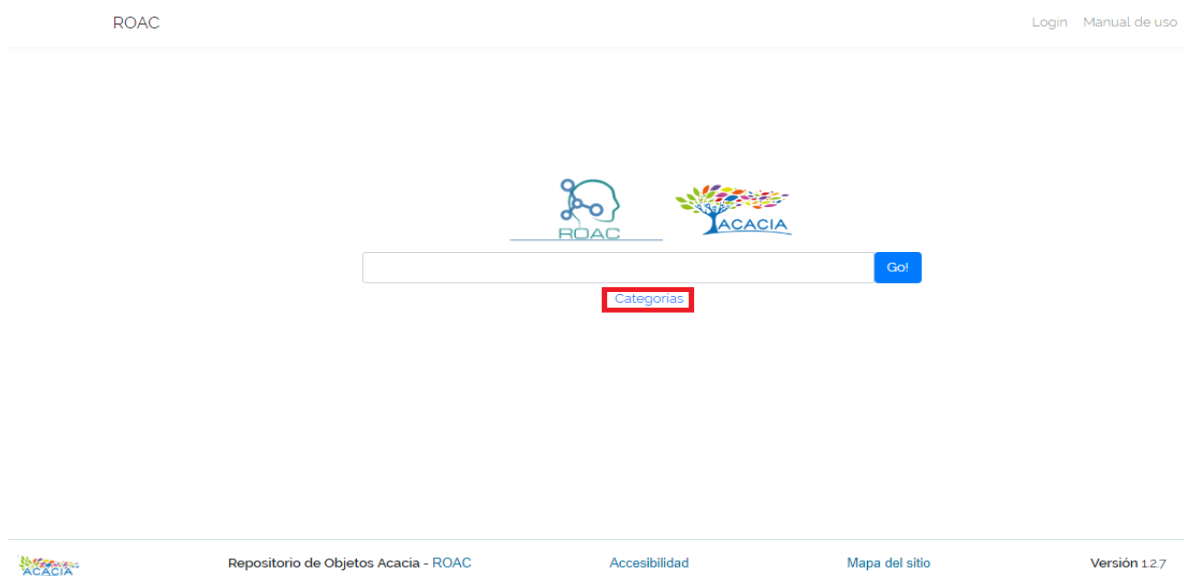 ROAC
Login Manual de uso
ROAC
ACACIA
Go!
Categorías
ACACIA
Repositorio de Objetos Acacia - ROAC
Accesibilidad
Mapa del sitio
Versión 1.2.7